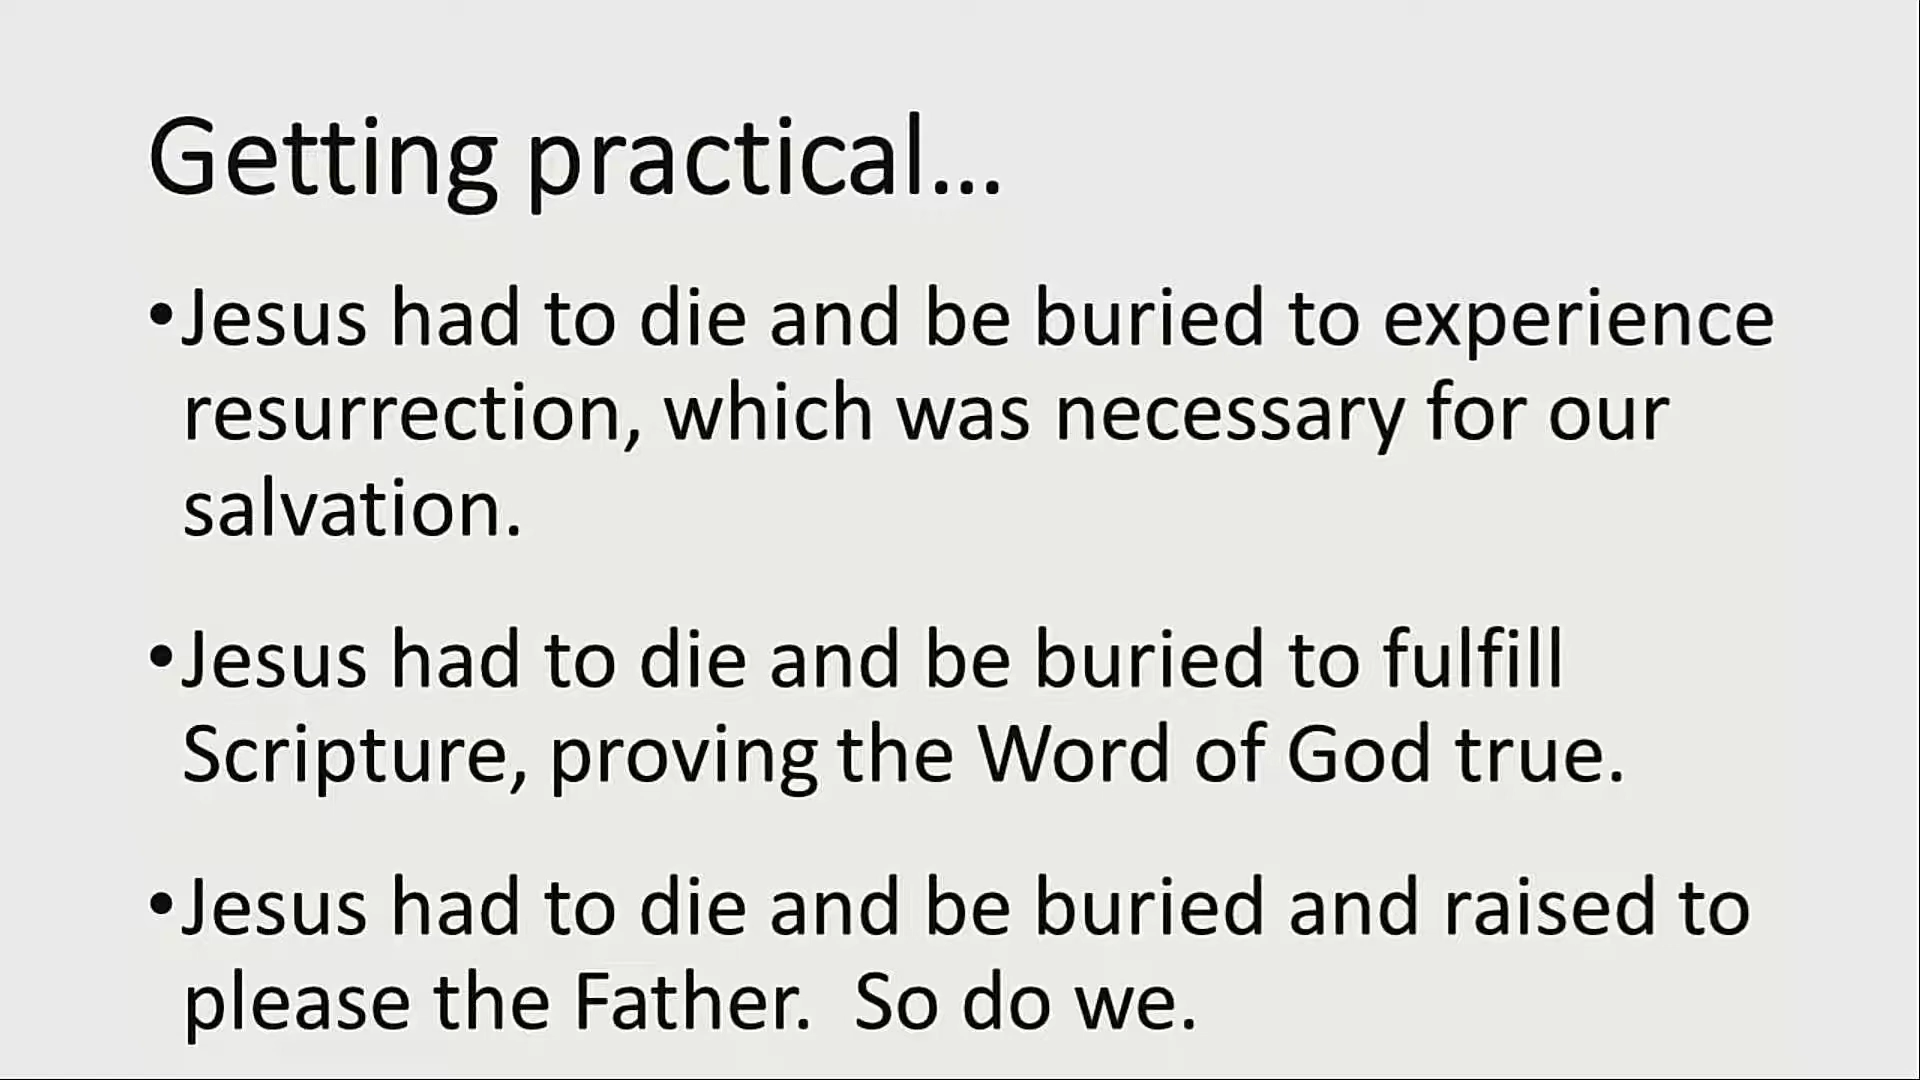 Getting practical...
•Jesus had to die and be buried to experience
resurrection, which was necessary for our
salvation.
•Jesus had to die and be buried to fulfill
Scripture, proving the Word of God true.
•Jesus had to die and be buried and raised to
please the Father.  So do we.